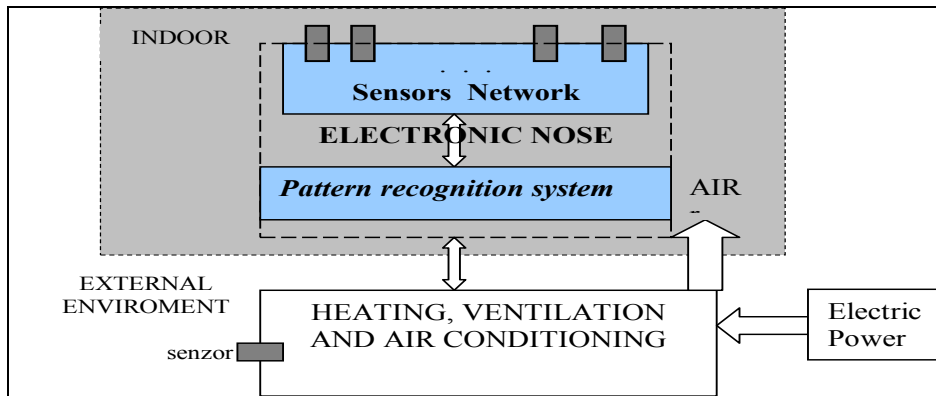 INDOOR
. . .
Sensors Network
ELECTRONIC NOSE
Pattern recognition system
AIR
EXTERNAL
ENVIROMENT
HEATING, VENTILATION
AND AIR CONDITIONING
Electric
Power
senzor